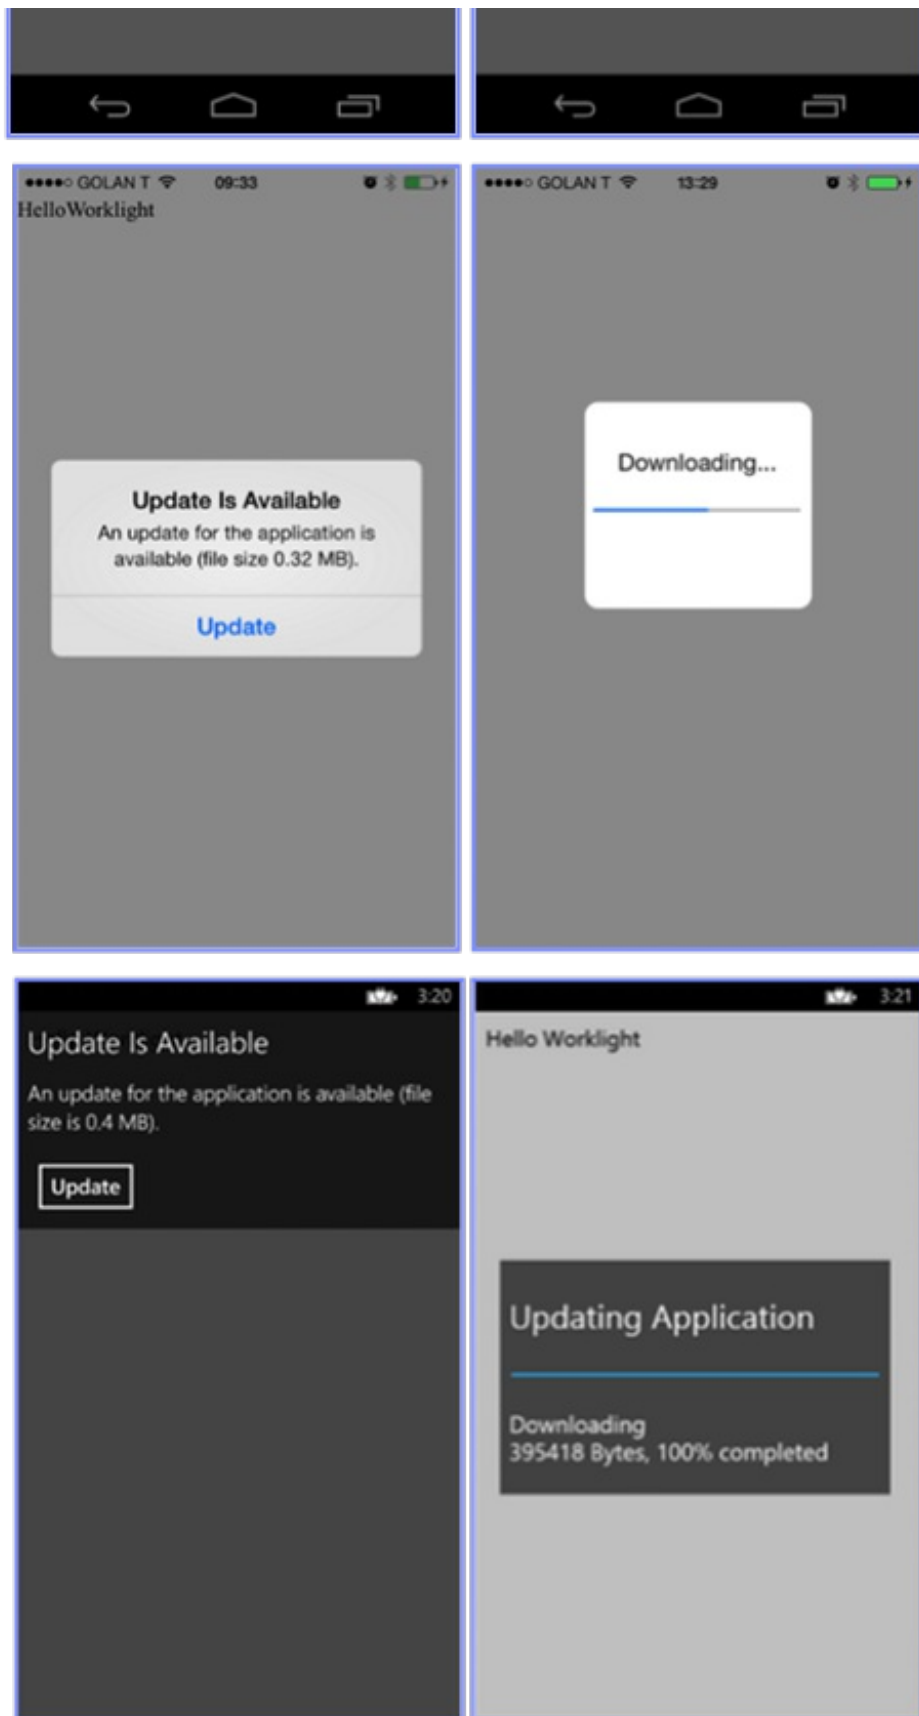 GOLAN T 09:33
HelloWorklight
Update Is Available
An update for the application is
available (file size 0.32 MB).
Update
GOLAN T 13:29
Downloading...
3:20
Update Is Available
An update for the application is available (file
size is 0.4 MB).
Update
3:21
Hello Worklight
Updating Application
Downloading
395418 Bytes, 100% completed